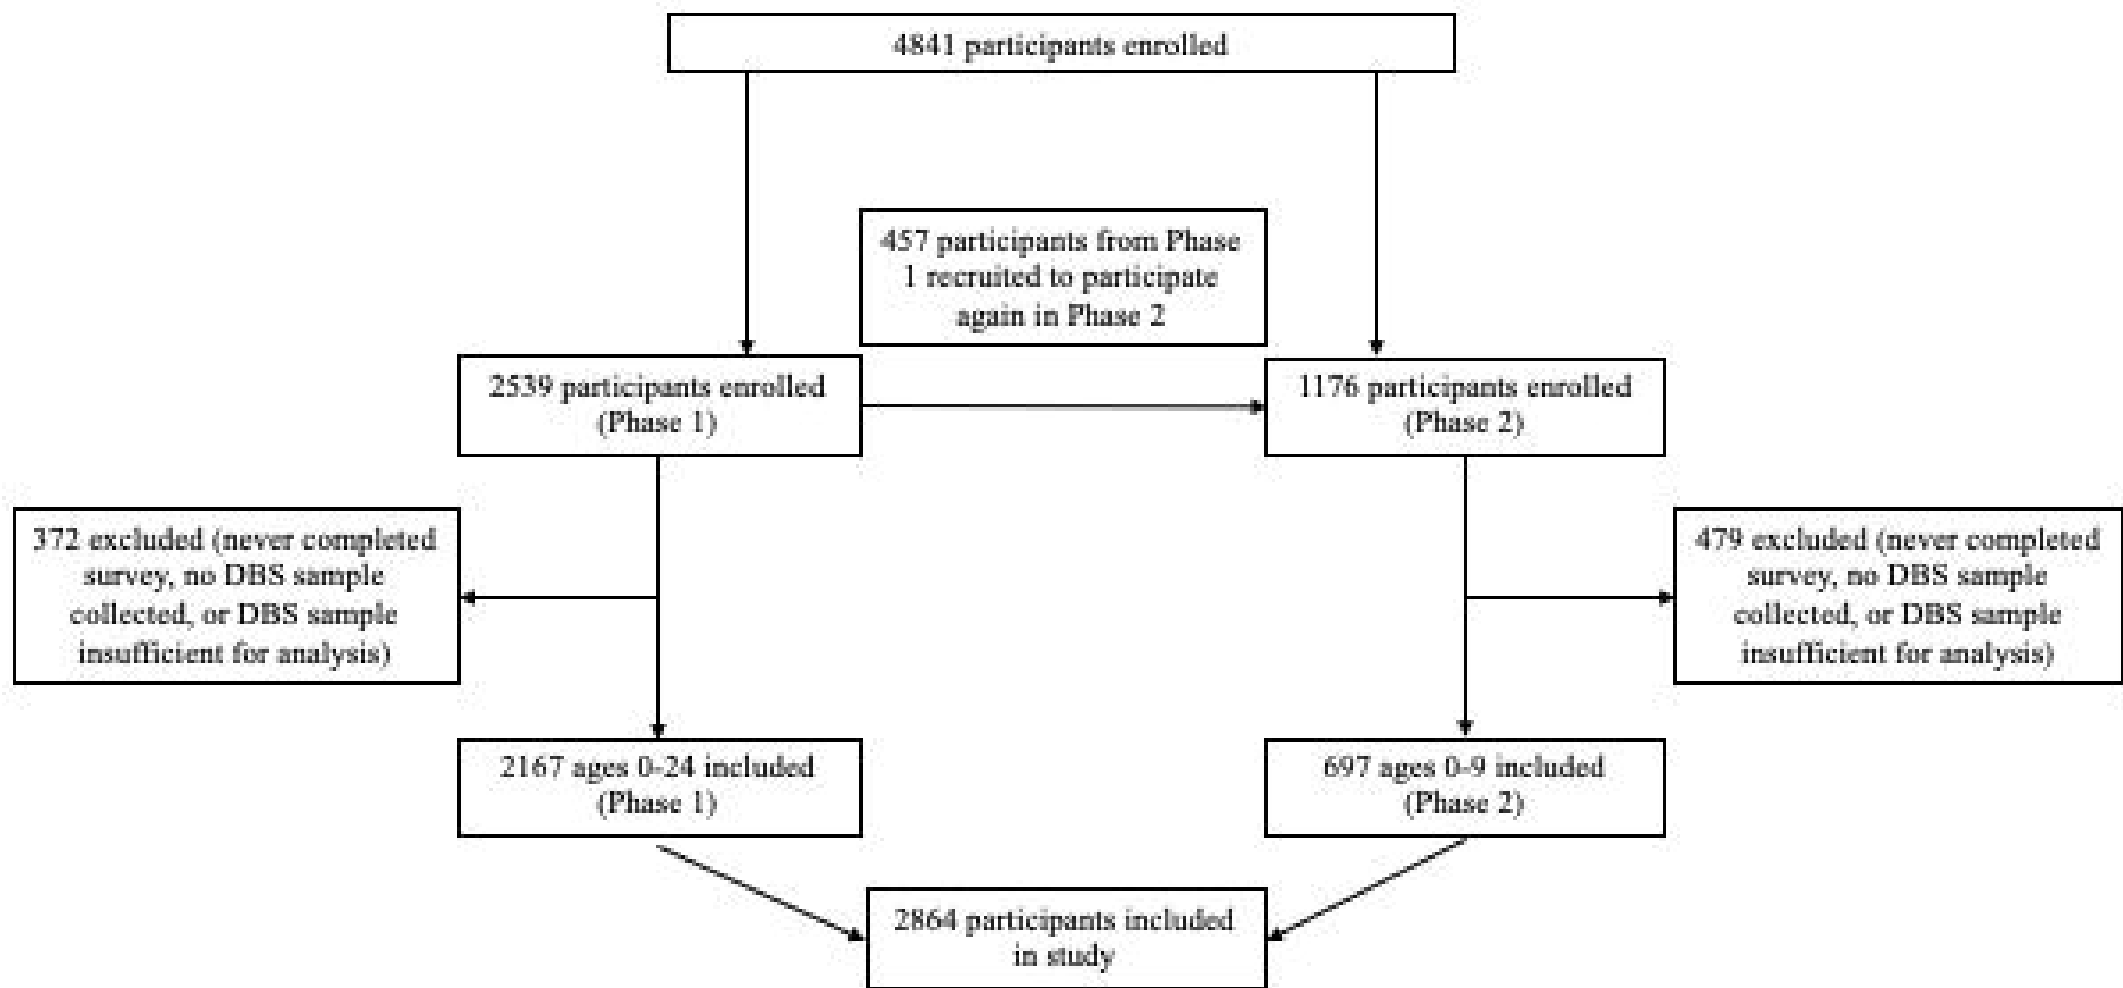 4841 participants enrolled
457 participants from Phase
1 recruited to participate
again in Phase 2
2539 participants enrolled
(Phase 1)
1176 participants enrolled
(Phase 2)
372 excluded (never completed
survey, no DBS sample
collected, or DBS sample
insufficient for analysis)
479 excluded (never completed
survey, no DBS sample
collected, or DBS sample
insufficient for analysis)
2167 ages 0-24 included
(Phase 1)
697 ages 0-9 included
(Phase 2)
2864 participants included
in study